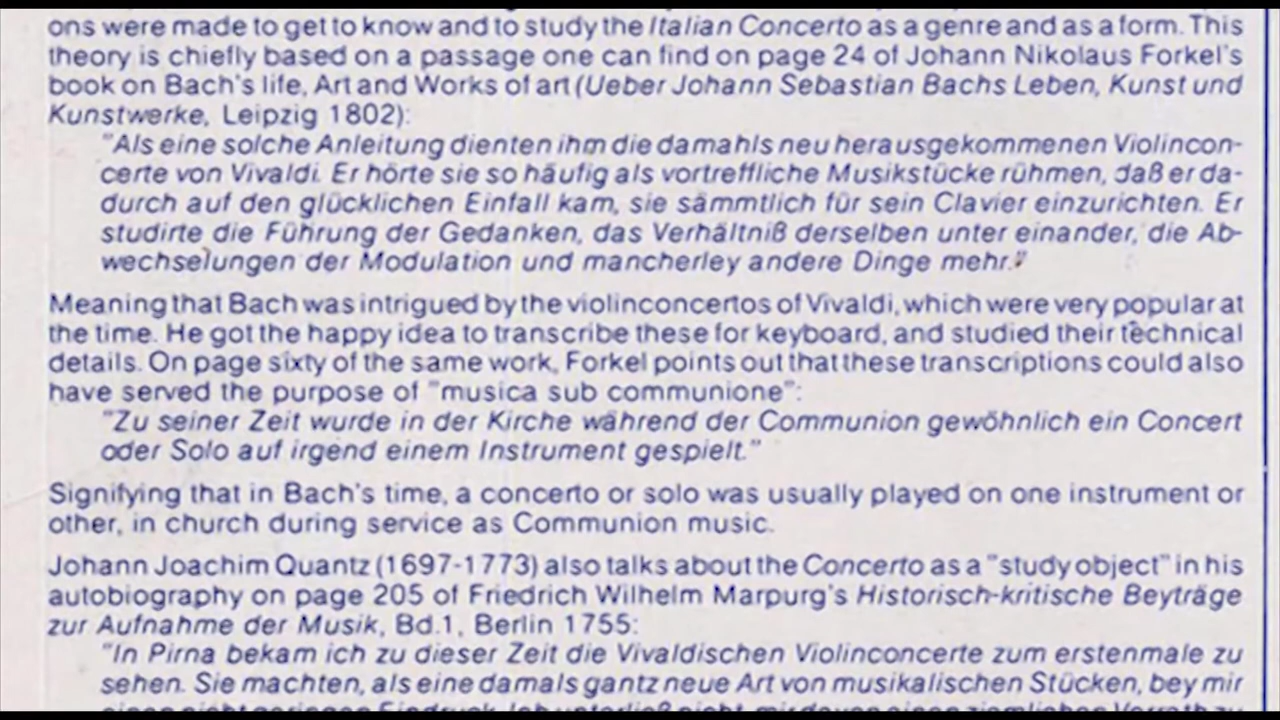 ons were made to get to know and to study the Italian Concerto as a genre and as a form. This
theory is chiefly based on a passage one can find on page 24 of Johann Nikolaus Forkel's
book on Bach's life, Art and Works of art (Ueber Johann Sebastian Bachs Leben, Kunst und
Kunstwerke, Leipzig 1802):
"Als eine solche Anleitung dienten ihm die damahls neu herausgekommenen Violincon-
certe von Vivaldi. Er hörte sie so häufig als vortreffliche Musikstücke rühmen, daß er da-
durch auf den glücklichen Einfall kam, sie sämmtlich für sein Clavier einzurichten. Er
studirte die Führung der Gedanken, das Verhältniß derselben unter einander, die Ab-
wechselungen der Modulation und mancherley andere Dinge mehr."
Meaning that Bach was intrigued by the violinconcertos of Vivaldi, which were very popular at
the time. He got the happy idea to transcribe these for keyboard, and studied their technical
details. On page sixty of the same work, Forkel points out that these transcriptions could also
have served the purpose of "musica sub communione":
"Zu seiner Zeit wurde in der Kirche während der Communion gewöhnlich ein Concert
oder Solo auf irgend einem Instrument gespielt."
Signifying that in Bach's time, a concerto or solo was usually played on one instrument or
other, in church during service as Communion music.
Johann Joachim Quantz (1697-1773) also talks about the Concerto as a "study object" in his
autobiography on page 205 of Friedrich Wilhelm Marpurg's Historisch-kritische Beyträge
zur Aufnahme der Musik, Bd.1, Berlin 1755:
"In Pirna bekam ich zu dieser Zeit die Vivaldischen Violinconcerte zum erstenmale zu
sehen. Sie machten, als eine damals gantz neue Art von musikalischen Stücken, bey mir